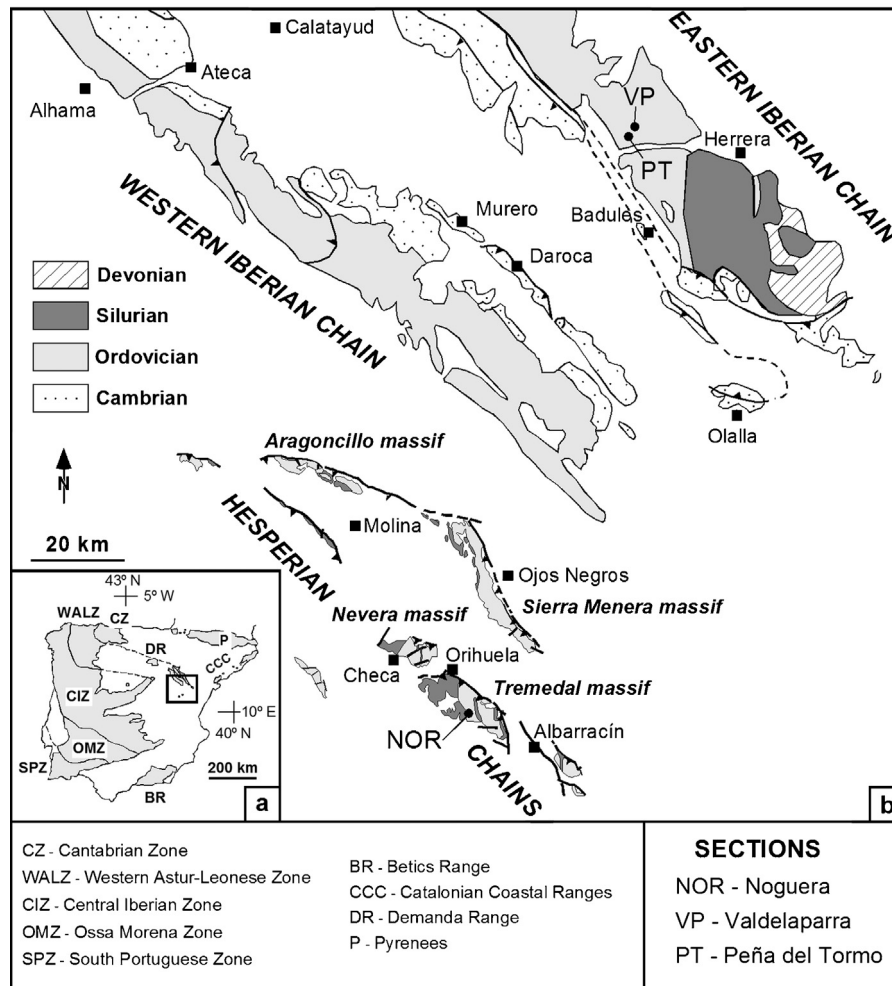 Calatayud
Ateca
Alhama
EASTERN IBERIAN CHAIN
VP
Herrera
PT
WESTERN IBERIAN CHAIN
Murero
Badules
Daroca
Devonian
Silurian
Ordovician
Cambrian
Olalla
Aragoncillo massif
N
HESPERIAN
Molina
20 km
Ojos Negros
Sierra Menera massif
Nevera massif
Orihuela
Checa
Tremedal massif
NOR
Albarracín
CHAINS
43º N
5º W
WALZ
CZ
DR
P
CCC
CIZ
10º E
40º N
OMZ
SPZ
200 km
BR
a
b
CZ - Cantabrian Zone
WALZ - Western Astur-Leonese Zone
CIZ - Central Iberian Zone
OMZ - Ossa Morena Zone
SPZ - South Portuguese Zone
BR - Betics Range
CCC - Catalonian Coastal Ranges
DR - Demanda Range
P - Pyrenees
SECTIONS
NOR - Noguera
VP - Valdelaparra
PT - Peña del Tormo